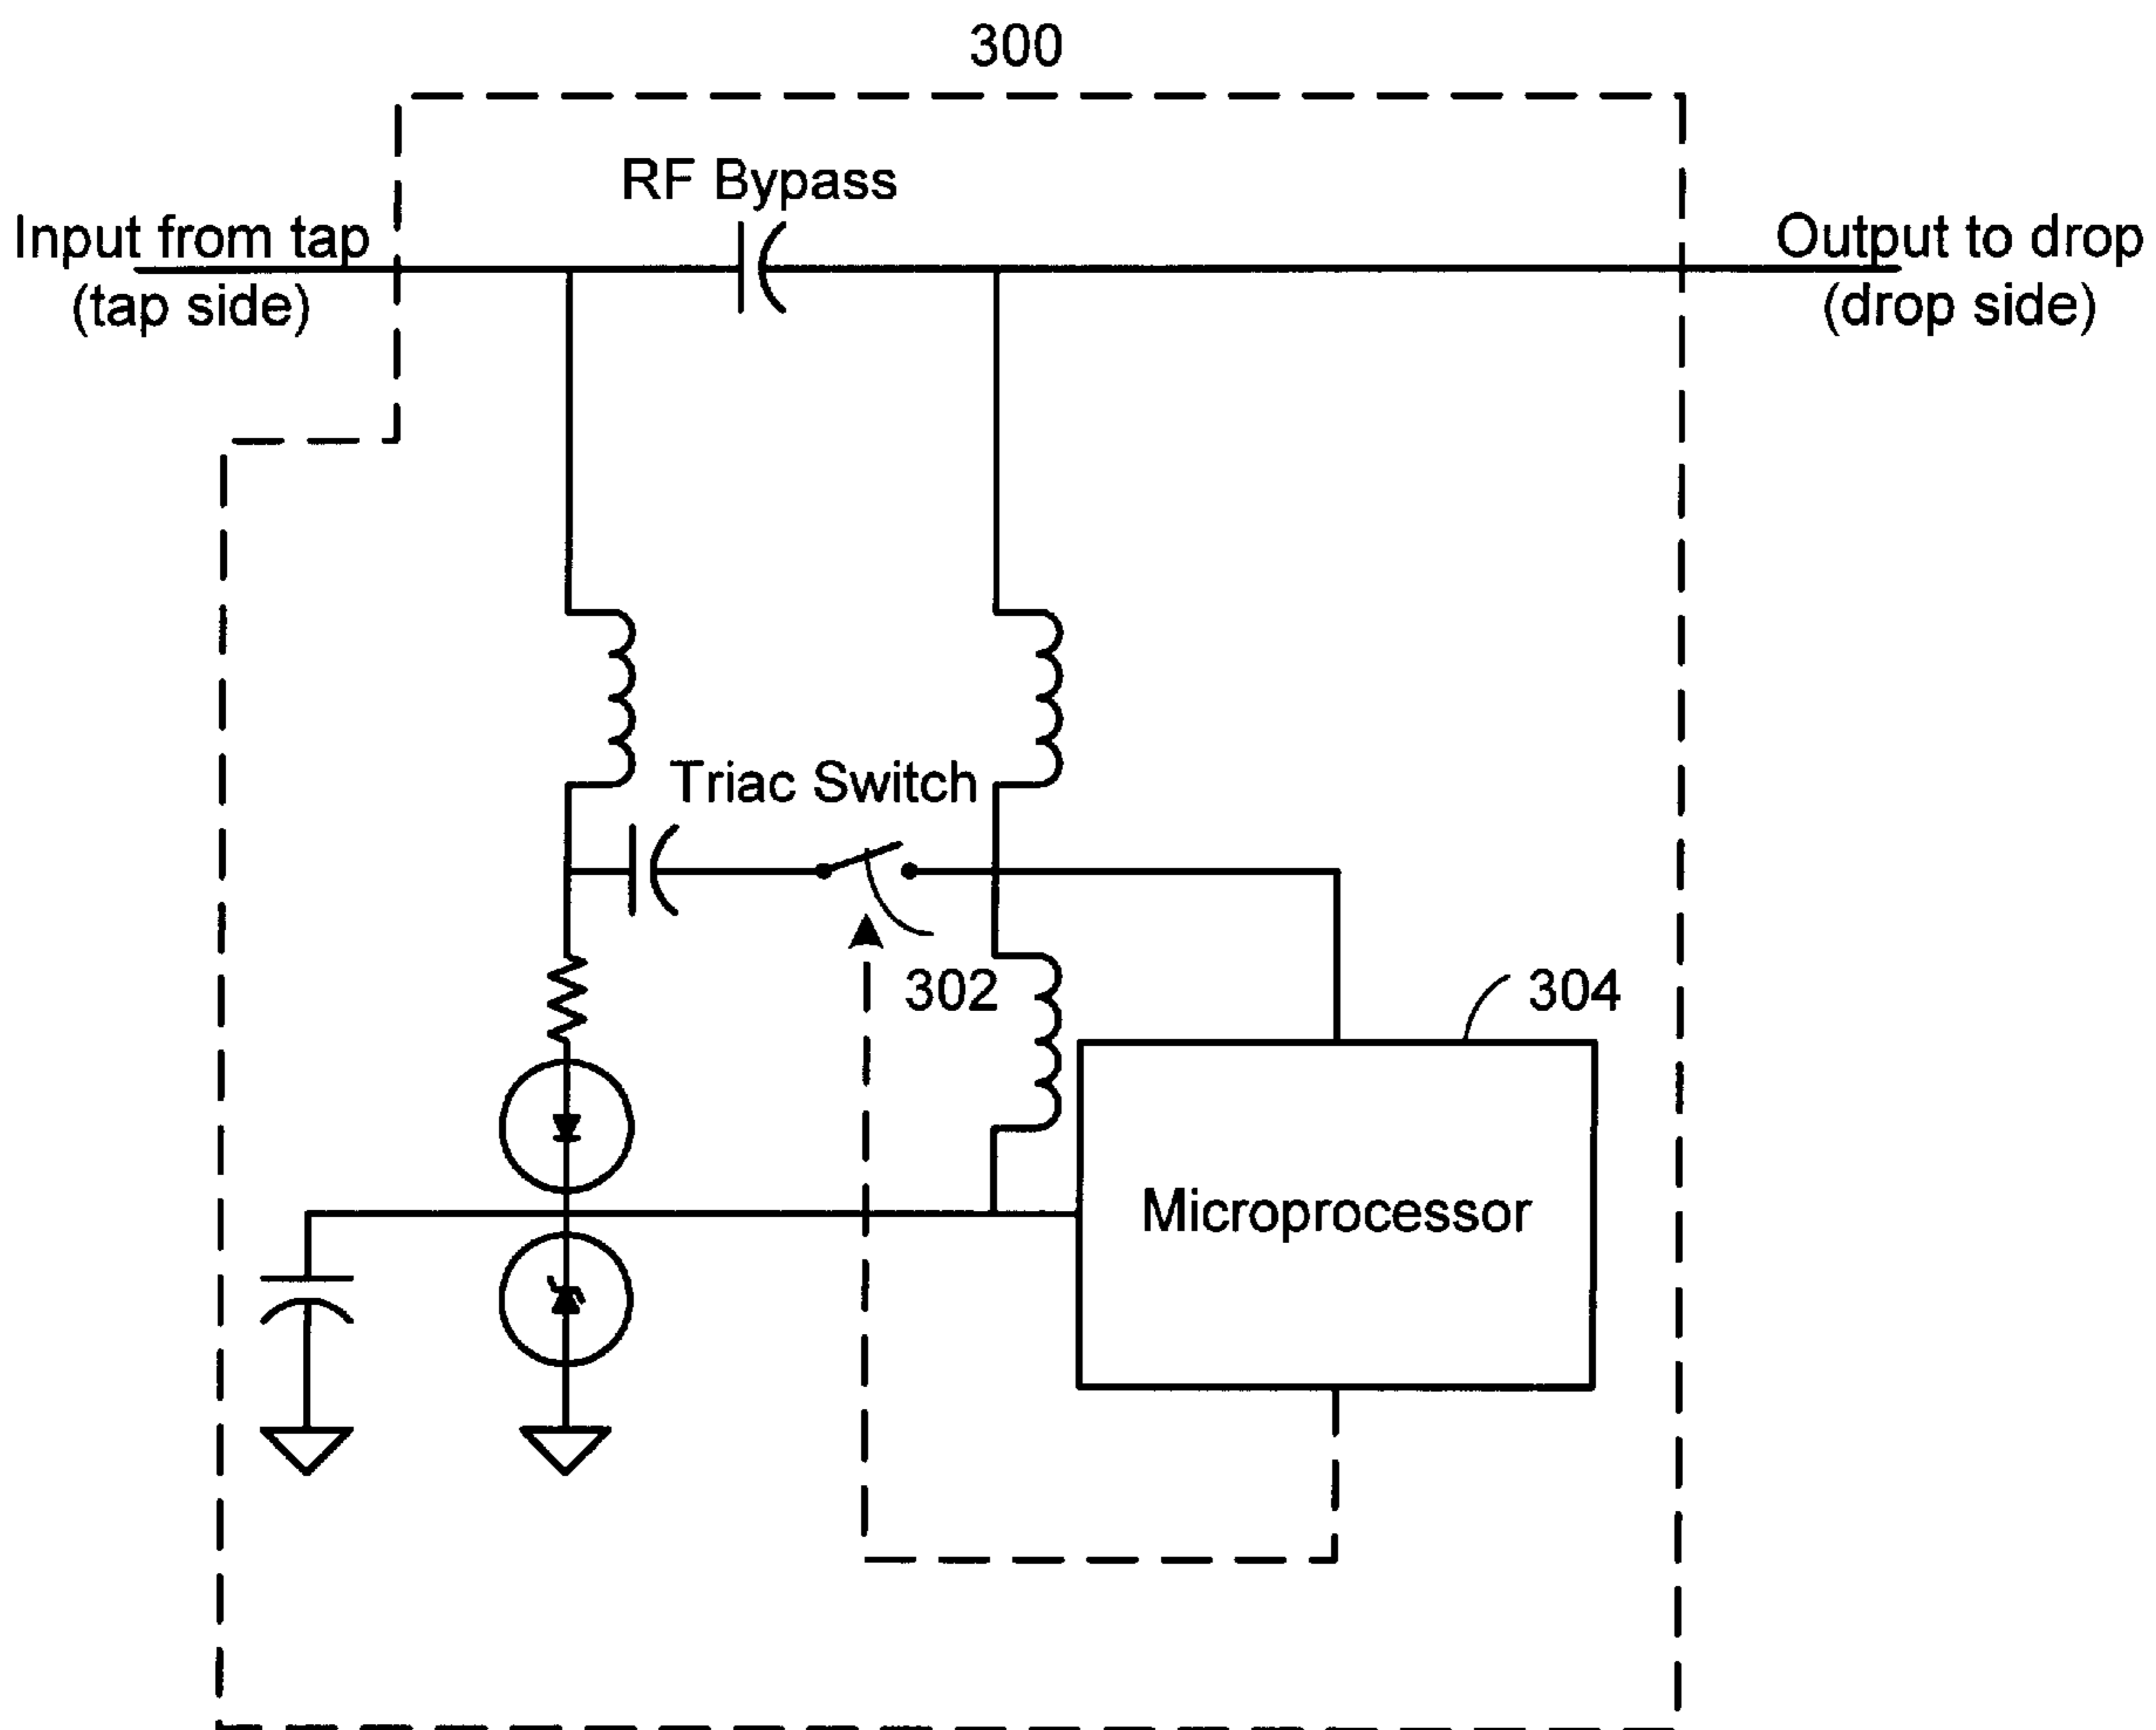 300
RF Bypass
Input from tap
(tap side)
Output to drop
(drop side)
Triac Switch
302
304
Microprocessor